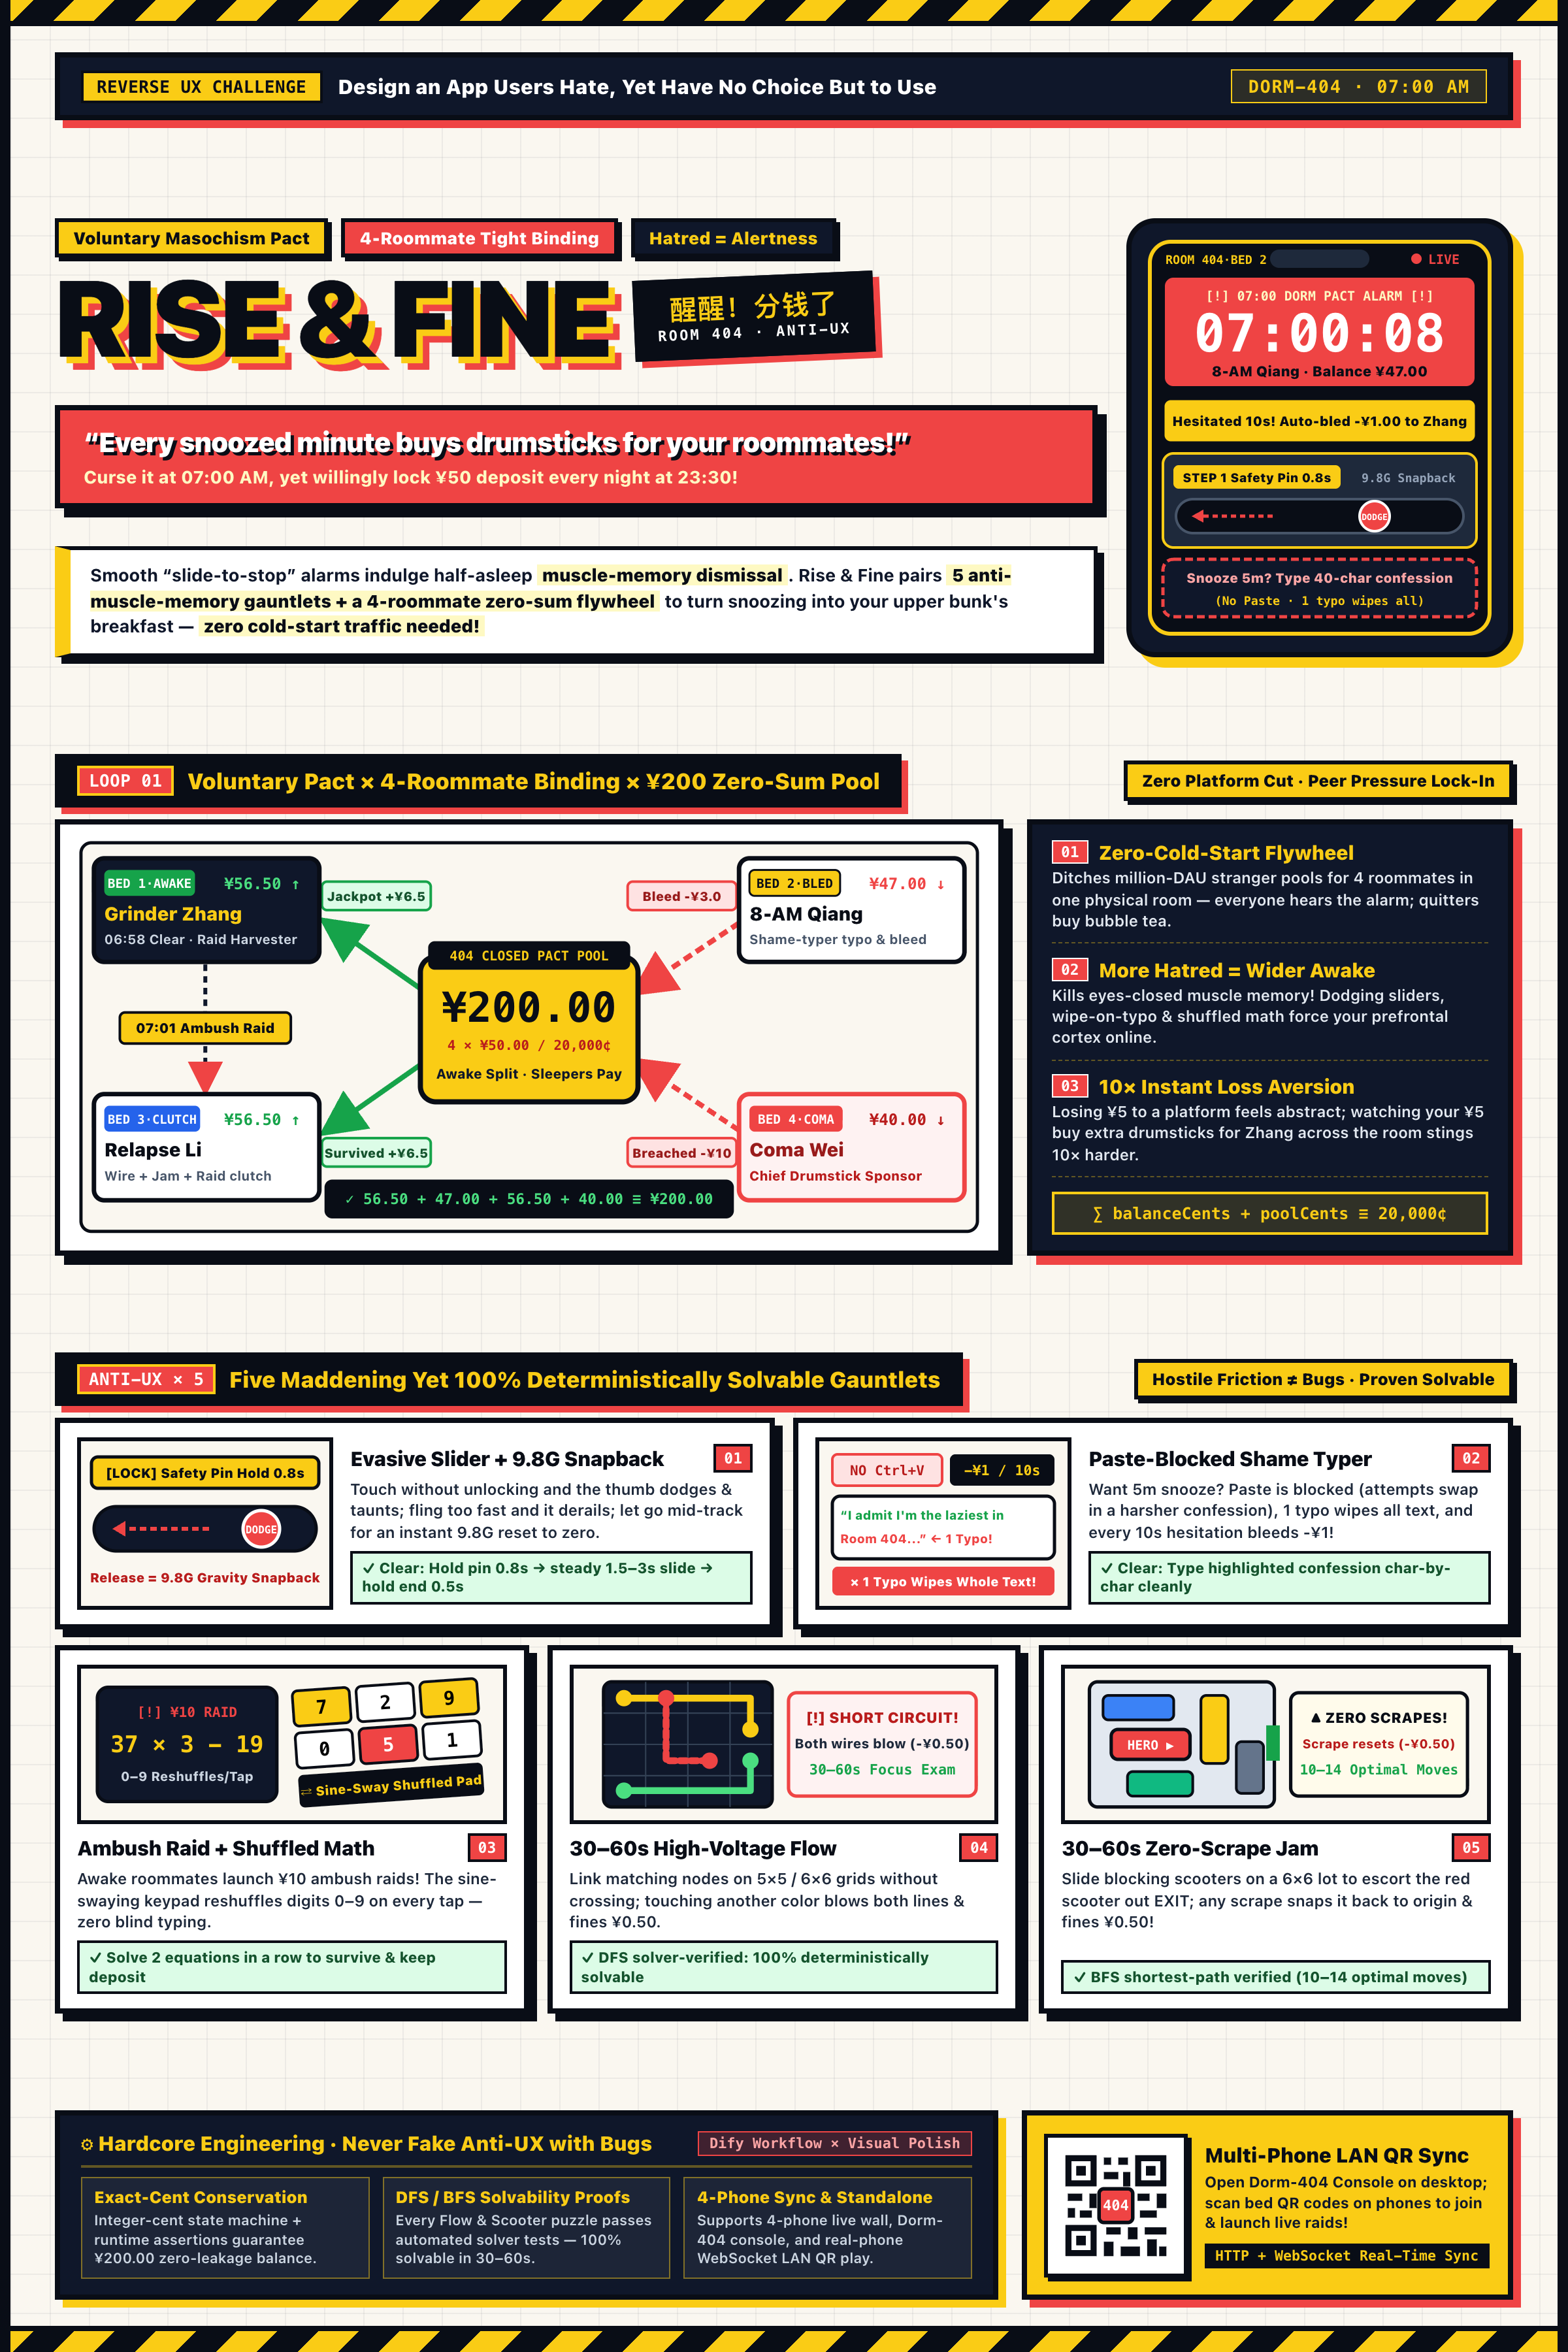 REVERSE UX CHALLENGE
Design an App Users Hate, Yet Have No Choice But to Use
DORM–404 · 07:00 AM
Voluntary Masochism Pact
4-Roommate Tight Binding
Hatred = Alertness
RISE & FINE
醒醒！分钱了
ROOM 404 · ANTI–UX
“Every snoozed minute buys drumsticks for your roommates!”
Curse it at 07:00 AM, yet willingly lock ¥50 deposit every night at 23:30!
Smooth “slide-to-stop” alarms indulge half-asleep muscle-memory dismissal. Rise & Fine pairs 5 anti-
muscle-memory gauntlets + a 4-roommate zero-sum flywheel to turn snoozing into your upper bunk's
breakfast — zero cold-start traffic needed!
ROOM 404·BED 2
LIVE
[!] 07:00 DORM PACT ALARM [!]
07:00:08
8-AM Qiang · Balance ¥47.00
Hesitated 10s! Auto-bled -¥1.00 to Zhang
STEP 1 Safety Pin 0.8s
9.8G Snapback
DODGE
Snooze 5m? Type 40-char confession
(No Paste · 1 typo wipes all)
LOOP 01
Voluntary Pact × 4-Roommate Binding × ¥200 Zero-Sum Pool
Zero Platform Cut · Peer Pressure Lock-In
BED 1·AWAKE
¥56.50 ↑
Grinder Zhang
06:58 Clear · Raid Harvester
Jackpot +¥6.5
Bleed -¥3.0
BED 2·BLED
¥47.00 ↓
8-AM Qiang
Shame-typer typo & bleed
404 CLOSED PACT POOL
¥200.00
4 × ¥50.00 / 20,000¢
Awake Split · Sleepers Pay
07:01 Ambush Raid
BED 3·CLUTCH
¥56.50 ↑
Relapse Li
Wire + Jam + Raid clutch
Survived +¥6.5
Breached -¥10
BED 4·COMA
¥40.00 ↓
Coma Wei
Chief Drumstick Sponsor
✓ 56.50 + 47.00 + 56.50 + 40.00 ≡ ¥200.00
01
Zero-Cold-Start Flywheel
Ditches million-DAU stranger pools for 4 roommates in
one physical room — everyone hears the alarm; quitters
buy bubble tea.
02
More Hatred = Wider Awake
Kills eyes-closed muscle memory! Dodging sliders,
wipe-on-typo & shuffled math force your prefrontal
cortex online.
03
10× Instant Loss Aversion
Losing ¥5 to a platform feels abstract; watching your ¥5
buy extra drumsticks for Zhang across the room stings
10× harder.
∑ balanceCents + poolCents ≡ 20,000¢
ANTI–UX × 5
Five Maddening Yet 100% Deterministically Solvable Gauntlets
Hostile Friction ≠ Bugs · Proven Solvable
[LOCK] Safety Pin Hold 0.8s
DODGE
Release = 9.8G Gravity Snapback
Evasive Slider + 9.8G Snapback
01
Touch without unlocking and the thumb dodges &
taunts; fling too fast and it derails; let go mid-track
for an instant 9.8G reset to zero.
✓ Clear: Hold pin 0.8s → steady 1.5–3s slide →
hold end 0.5s
NO Ctrl+V
–¥1 / 10s
“I admit I'm the laziest in
Room 404...” ← 1 Typo!
× 1 Typo Wipes Whole Text!
Paste-Blocked Shame Typer
02
Want 5m snooze? Paste is blocked (attempts swap
in a harsher confession), 1 typo wipes all text, and
every 10s hesitation bleeds -¥1!
✓ Clear: Type highlighted confession char-by-
char cleanly
[!] ¥10 RAID
37 × 3 – 19
0–9 Reshuffles/Tap
7 2 9
0 5 1
⇄ Sine-Sway Shuffled Pad
Ambush Raid + Shuffled Math
03
Awake roommates launch ¥10 ambush raids! The sine-
swaying keypad reshuffles digits 0–9 on every tap —
zero blind typing.
✓ Solve 2 equations in a row to survive & keep
deposit
[!] SHORT CIRCUIT!
Both wires blow (-¥0.50)
30–60s Focus Exam
30–60s High-Voltage Flow
04
Link matching nodes on 5×5 / 6×6 grids without
crossing; touching another color blows both lines &
fines ¥0.50.
✓ DFS solver-verified: 100% deterministically
solvable
HERO ▶
▲ ZERO SCRAPES!
Scrape resets (-¥0.50)
10–14 Optimal Moves
30–60s Zero-Scrape Jam
05
Slide blocking scooters on a 6×6 lot to escort the red
scooter out EXIT; any scrape snaps it back to origin &
fines ¥0.50!
✓ BFS shortest-path verified (10–14 optimal moves)
⚙ Hardcore Engineering · Never Fake Anti-UX with Bugs
Dify Workflow × Visual Polish
Exact-Cent Conservation
Integer-cent state machine +
runtime assertions guarantee
¥200.00 zero-leakage balance.
DFS / BFS Solvability Proofs
Every Flow & Scooter puzzle passes
automated solver tests — 100%
solvable in 30–60s.
4-Phone Sync & Standalone
Supports 4-phone live wall, Dorm-
404 console, and real-phone
WebSocket LAN QR play.
404
Multi-Phone LAN QR Sync
Open Dorm-404 Console on desktop;
scan bed QR codes on phones to join
& launch live raids!
HTTP + WebSocket Real–Time Sync